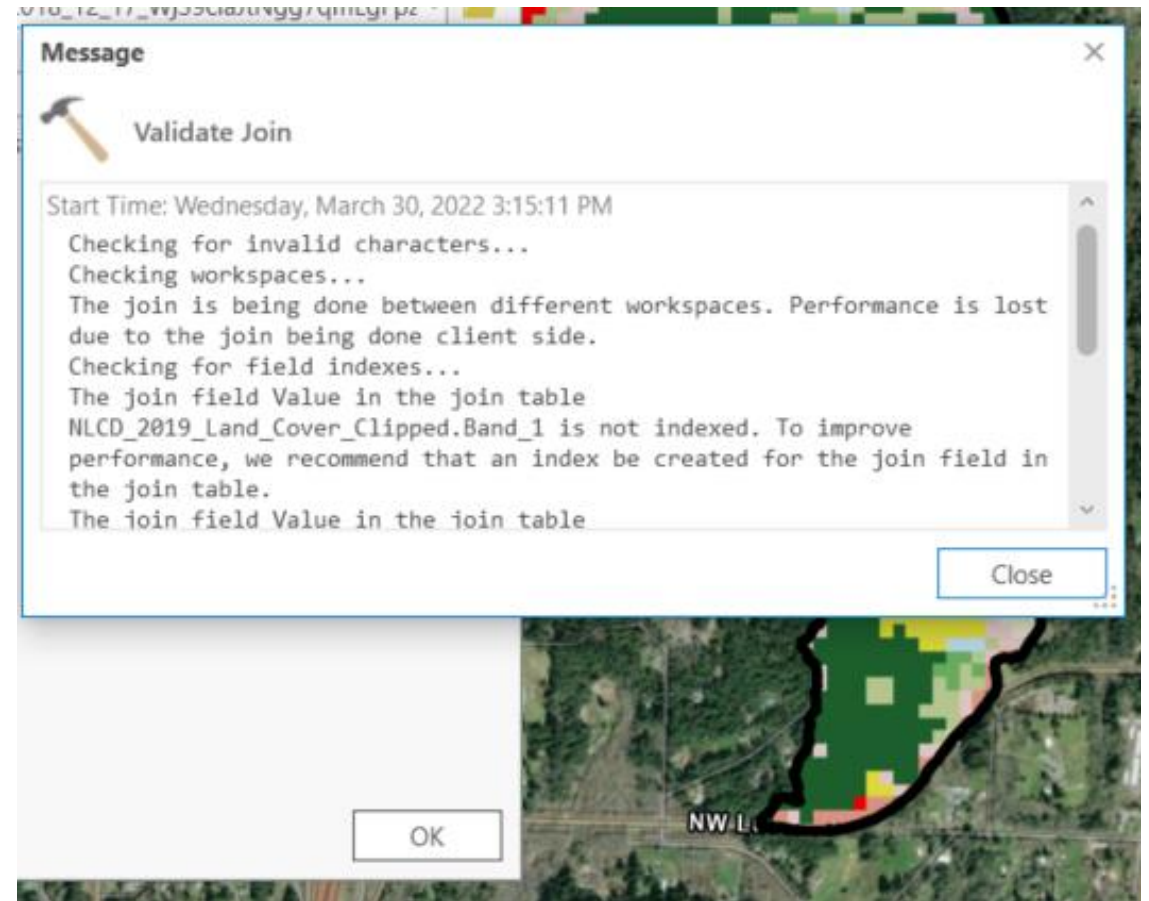 Message
Validate Join
Start Time: Wednesday, March 30, 2022 3:15:11 PM
Checking for invalid characters...
Checking workspaces...
The join is being done between different workspaces. Performance is lost
due to the join being done client side.
Checking for field indexes...
The join field Value in the join table
NLCD_2019_Land_Cover_Clipped.Band_1 is not indexed. To improve
performance, we recommend that an index be created for the join field in
the join table.
The join field Value in the join table
Close
NW L
OK